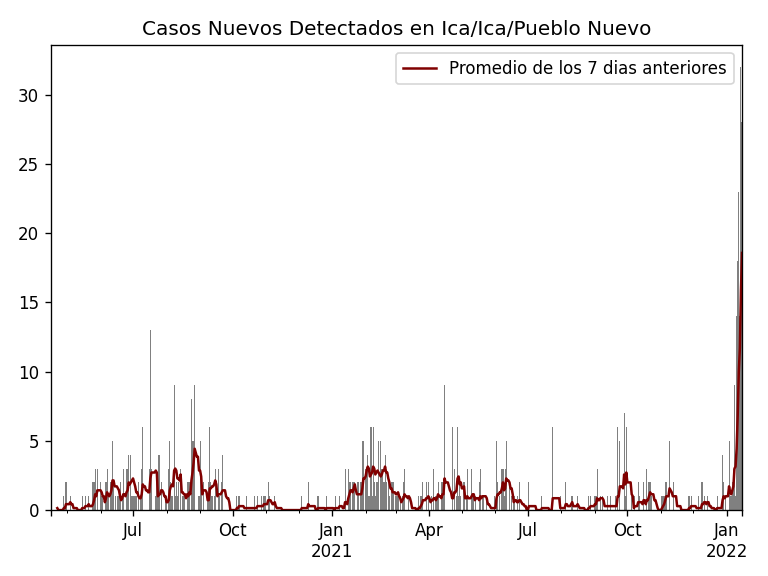 Casos Nuevos Detectados en Ica/Ica/Pueblo Nuevo
Promedio de los 7 dias anteriores
30
25
20
15
10
5
0
Jul Oct Jan Apr Jul Oct Jan
2021 2022